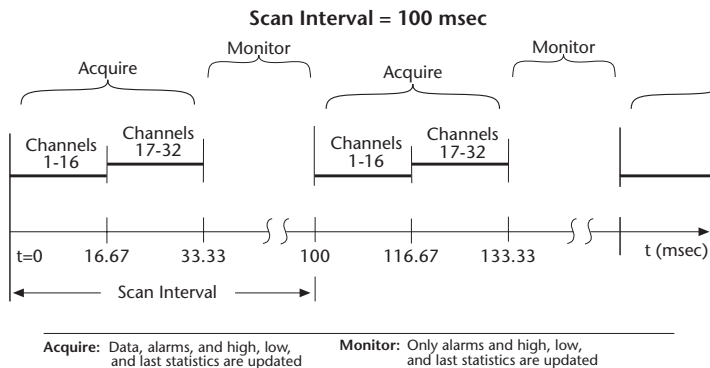 Scan Interval = 100 msec
Monitor
Monitor
Acquire
Acquire
Channels
1-16
Channels
17-32
Channels
1-16
Channels
17-32
t=0
16.67
33.33
100
116.67
133.33
t (msec)
Scan Interval
Acquire: Data, alarms, and high, low,
and last statistics are updated
Monitor: Only alarms and high, low,
and last statistics are updated